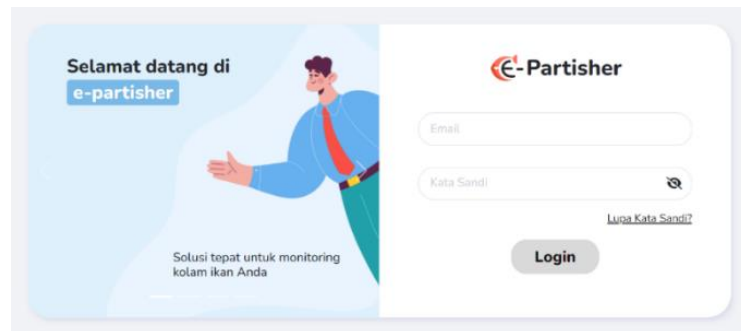 Selamat datang di
e-partisher
Solusi tepat untuk monitoring
kolam ikan Anda
E-Partisher
Email
Kata Sandi
Lupa Kata Sandi?
Login